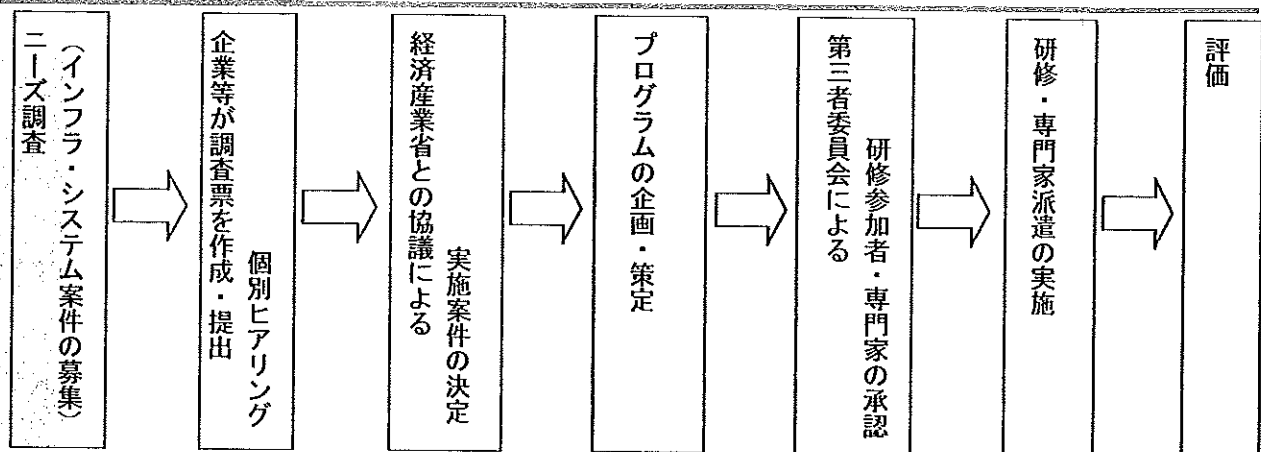 ニーズ調査
（インフラ・システム案件の募集）
企業等が調査票を作成・提出
個別ヒアリング
経済産業省との協議による
実施案件の決定
プログラムの企画・策定
第三者委員会による
研修参加者・専門家の承認
研修・専門家派遣の実施
評価